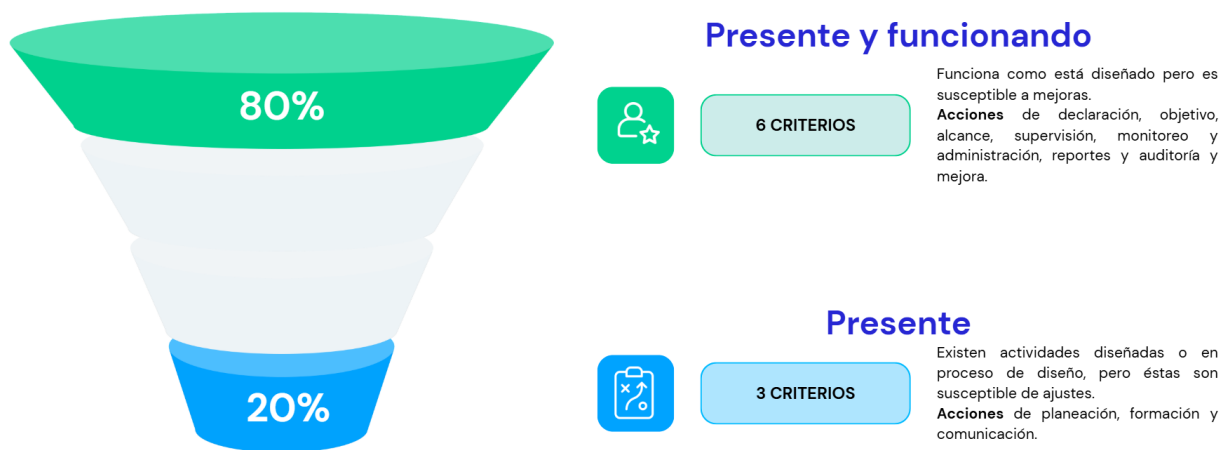 80%
20%
Presente y funcionando
6 CRITERIOS
Funciona como está diseñado pero es
susceptible a mejoras.
Acciones de declaración, objetivo,
alcance, supervisión, monitoreo y
administración, reportes y auditoría y
mejora.
Presente
3 CRITERIOS
Existen actividades diseñadas o en
proceso de diseño, pero éstas son
susceptible de ajustes.
Acciones de planeación, formación y
comunicación.